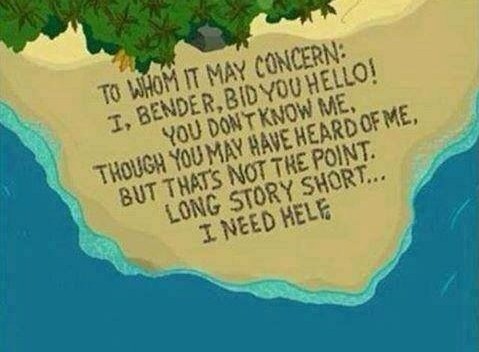 TO WHOM IT MAY CONCERN:
I, BENDER, BID YOU HELLO!
YOU DON'T KNOW ME,
THOUGH YOU MAY HAVE HEARD OF ME,
BUT THATS NOT THE POINT.
LONG STORY SHORT...
I NEED HELP